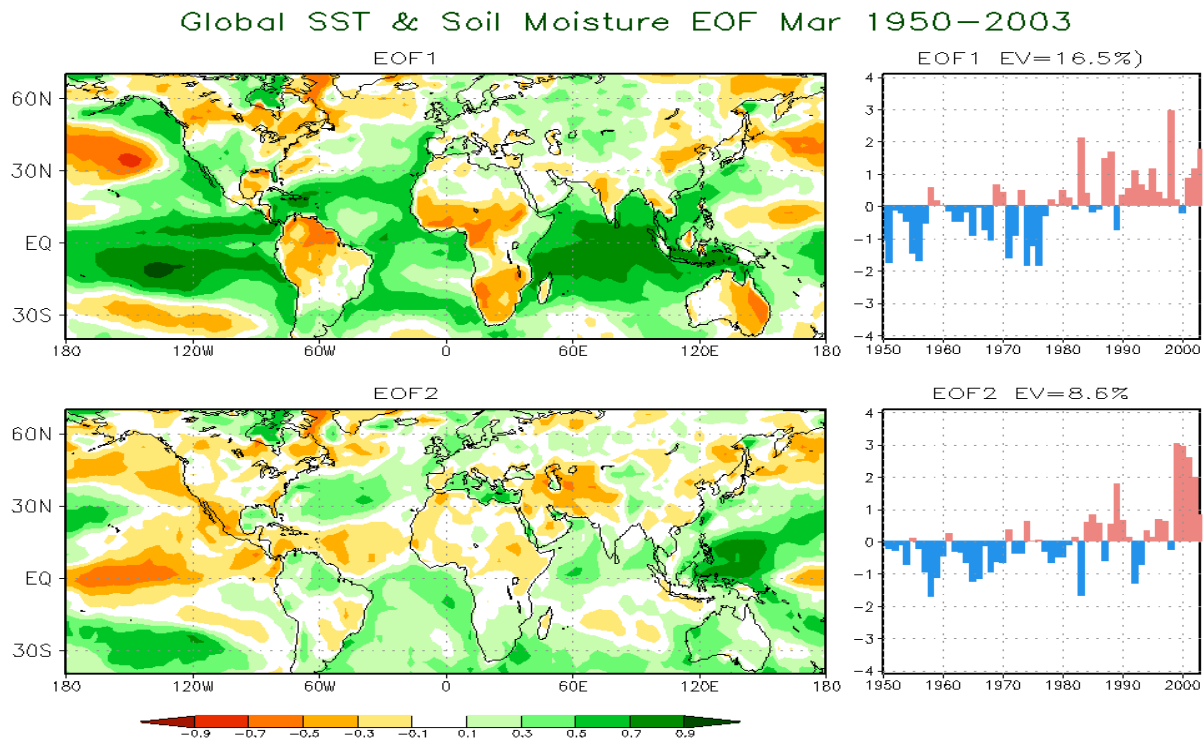 Global SST & Soil Moisture EOF Mar 1950-2003
EOF1
EOF1 EV=16.5%)
60N
30N
EQ
30S
180 120W 60W 0 60E 120E 180
4
3
2
1
0
-1
-2
-3
-4
1950 1960 1970 1980 1990 2000
EOF2
EOF2 EV=8.6%
60N
30N
EQ
30S
180 120W 60W 0 60E 120E 180
4
3
2
1
0
-1
-2
-3
-4
1950 1960 1970 1980 1990 2000
-0.9 -0.7 -0.5 -0.3 -0.1 0.1 0.3 0.5 0.7 0.9